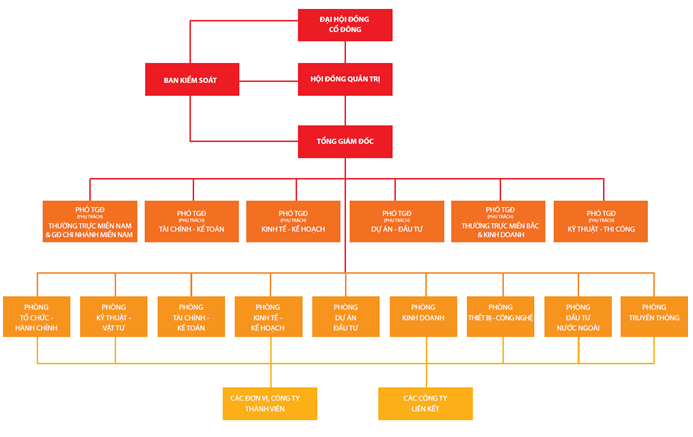 ĐẠI HỘI ĐỒNG
CỔ ĐÔNG
BAN KIỂM SOÁT
HỘI ĐỒNG QUẢN TRỊ
TỔNG GIÁM ĐỐC
PHÓ TGĐ
(PHỤ TRÁCH)
THƯỜNG TRỰC MIỀN NAM
& GĐ CHI NHÁNH MIỀN NAM
PHÓ TGĐ
(PHỤ TRÁCH)
TÀI CHÍNH - KẾ TOÁN
PHÓ TGĐ
(PHỤ TRÁCH)
KINH TẾ - KẾ HOẠCH
PHÓ TGĐ
(PHỤ TRÁCH)
DỰ ÁN - ĐẦU TƯ
PHÓ TGĐ
(PHỤ TRÁCH)
THƯỜNG TRỰC MIỀN BẮC
& KINH DOANH
PHÓ TGĐ
(PHỤ TRÁCH)
KỸ THUẬT - THI CÔNG
PHÒNG
TỔ CHỨC -
HÀNH CHÍNH
PHÒNG
KỸ THUẬT -
VẬT TƯ
PHÒNG
TÀI CHÍNH -
KẾ TOÁN
PHÒNG
KINH TẾ -
KẾ HOẠCH
PHÒNG
DỰ ÁN
ĐẦU TƯ
PHÒNG
KINH DOANH
PHÒNG
THIẾT BỊ - CÔNG NGHỆ
PHÒNG
ĐẦU TƯ
NƯỚC NGOÀI
PHÒNG
TRUYỀN THÔNG
CÁC ĐƠN VỊ, CÔNG TY
THÀNH VIÊN
CÁC CÔNG TY
LIÊN KẾT